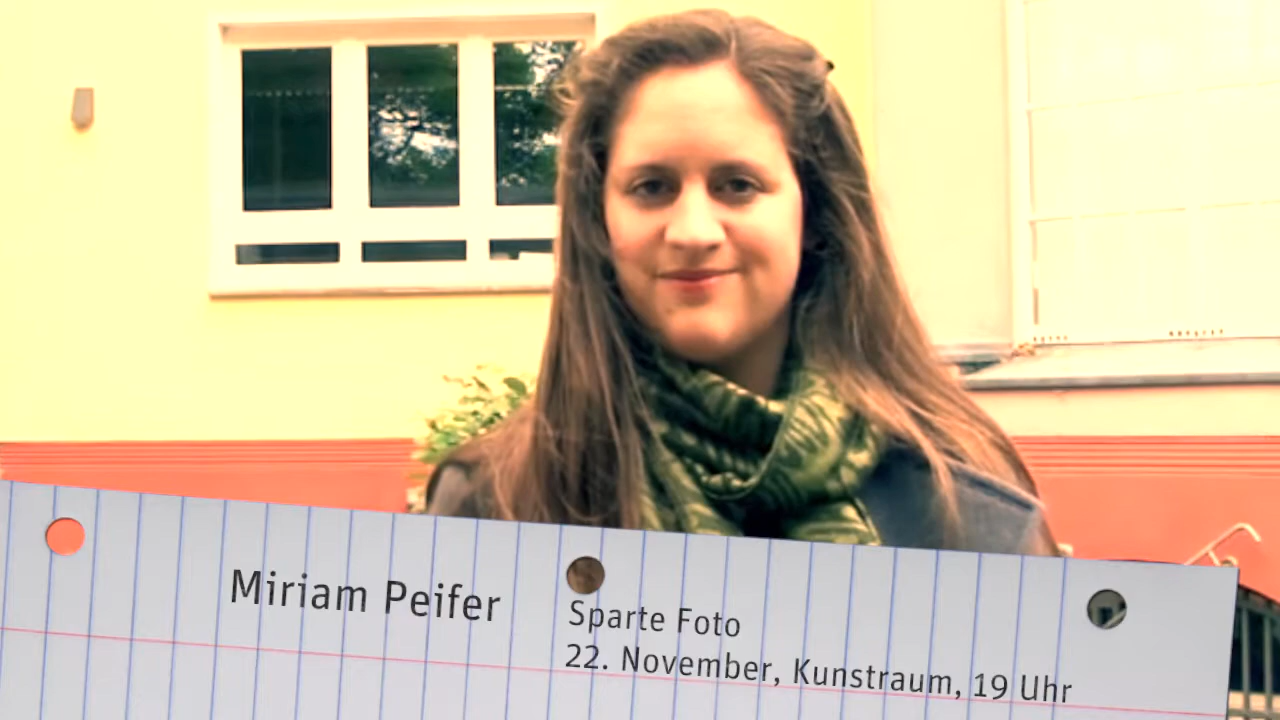 Miriam Peifer
Sparte Foto
22. November, Kunstraum, 19 Uhr